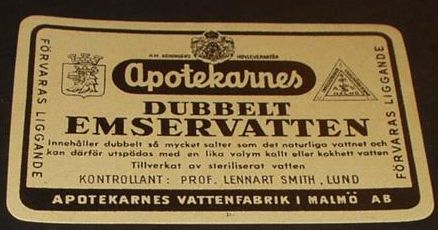 H.M. KONUNGENS HOVLEVERANTÖR
Apotekarnes
DUBBELT
EMSERVATTEN
Innehåller dubbelt så mycket salter som det naturliga vattnet och
kan därför utspädas med en lika volym kallt eller kokhett vatten
Tillverkat av steriliserat vatten
KONTROLLANT: PROF. LENNART SMITH, LUND
APOTEKARNES VATTENFABRIK I MALMÖ AB
FÖRVARAS LIGGANDE
FÖRVARAS LIGGANDE
MALMÖ